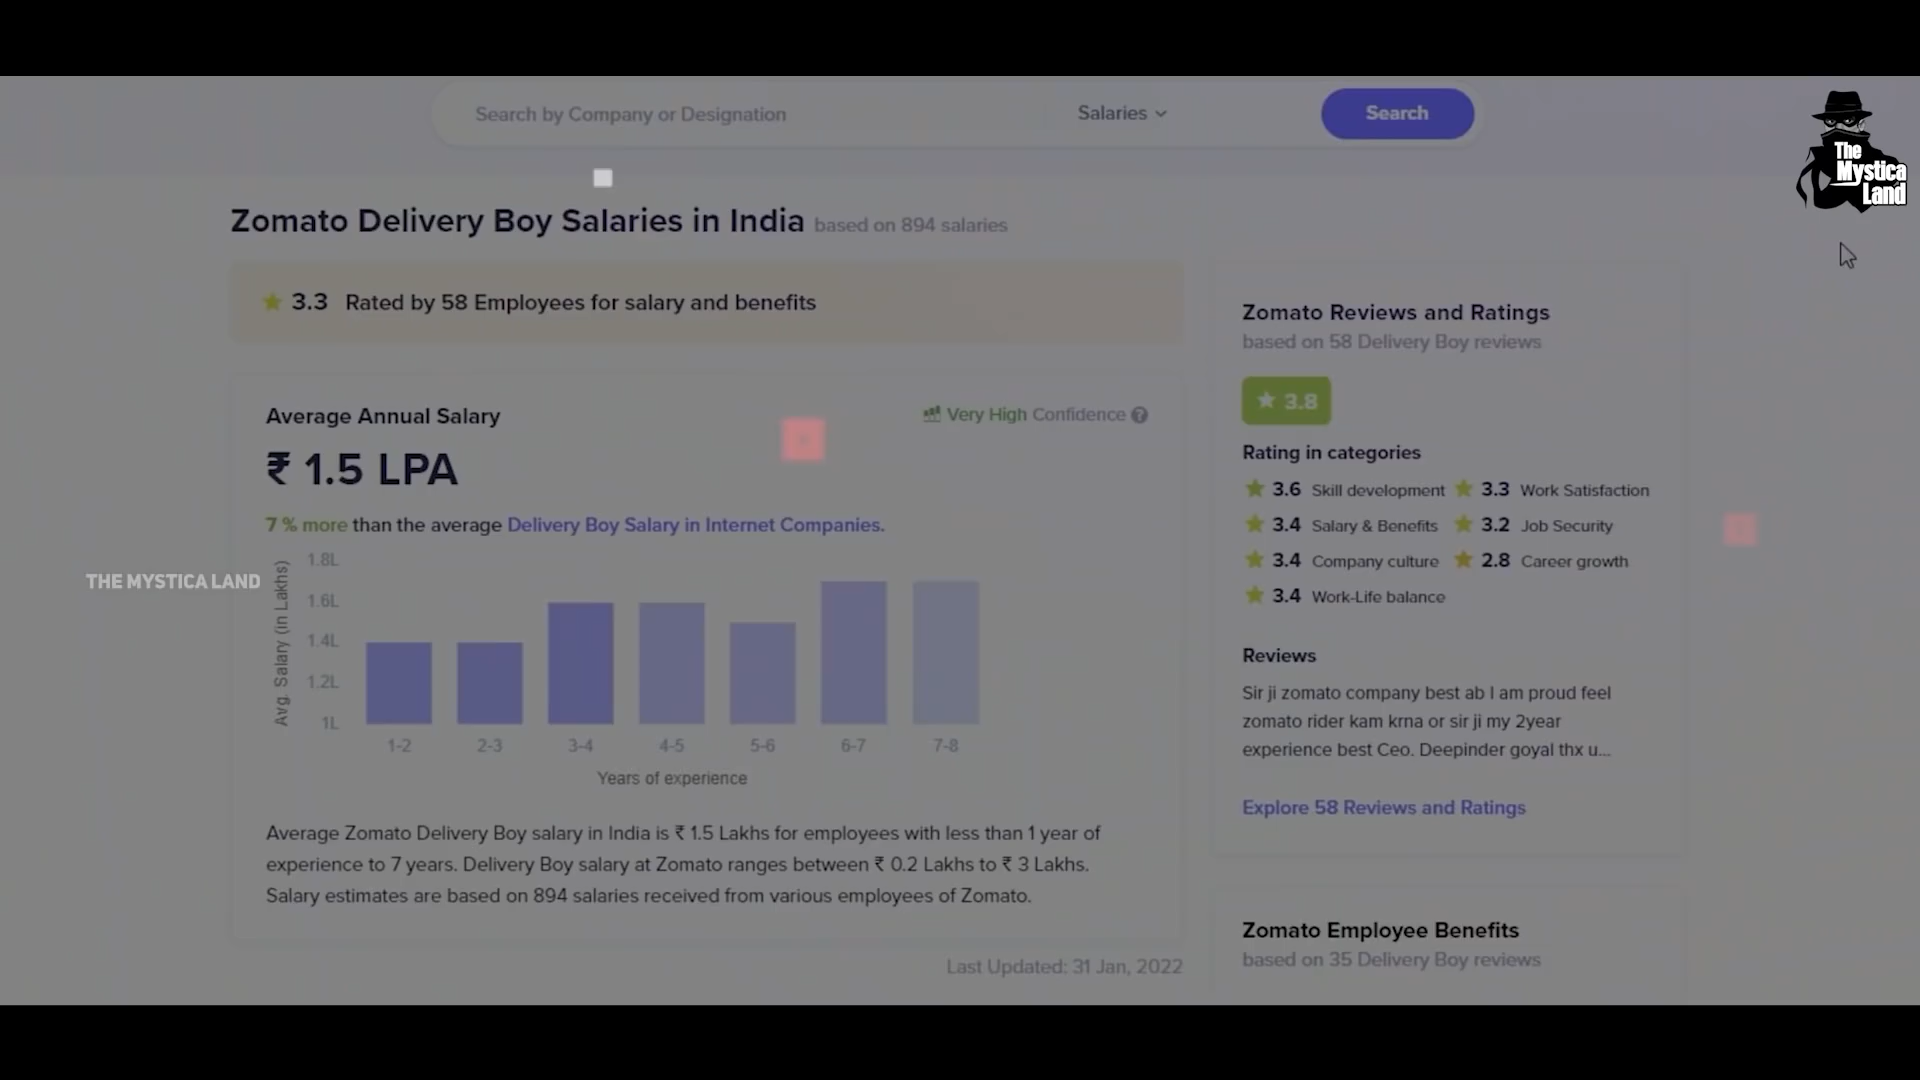 Search by Company or Designation
Salaries
Search
The
Mystica
Land
Zomato Delivery Boy Salaries in India based on 894 salaries
3.3 Rated by 58 Employees for salary and benefits
Average Annual Salary
Very High Confidence ?
₹ 1.5 LPA
7 % more than the average Delivery Boy Salary in Internet Companies.
THE MYSTICA LAND
Avg. Salary (in Lakhs)
1.8L
1.6L
1.4L
1.2L
1L
1-2 2-3 3-4 4-5 5-6 6-7 7-8
Years of experience
Average Zomato Delivery Boy salary in India is ₹ 1.5 Lakhs for employees with less than 1 year of
experience to 7 years. Delivery Boy salary at Zomato ranges between ₹ 0.2 Lakhs to ₹ 3 Lakhs.
Salary estimates are based on 894 salaries received from various employees of Zomato.
Last Updated: 31 Jan, 2022
Zomato Reviews and Ratings
based on 58 Delivery Boy reviews
3.8
Rating in categories
3.6 Skill development 3.3 Work Satisfaction
3.4 Salary & Benefits 3.2 Job Security
3.4 Company culture 2.8 Career growth
3.4 Work-Life balance
Reviews
Sir ji zomato company best ab I am proud feel
zomato rider kam krna or sir ji my 2year
experience best Ceo. Deepinder goyal thx u...
Explore 58 Reviews and Ratings
Zomato Employee Benefits
based on 35 Delivery Boy reviews